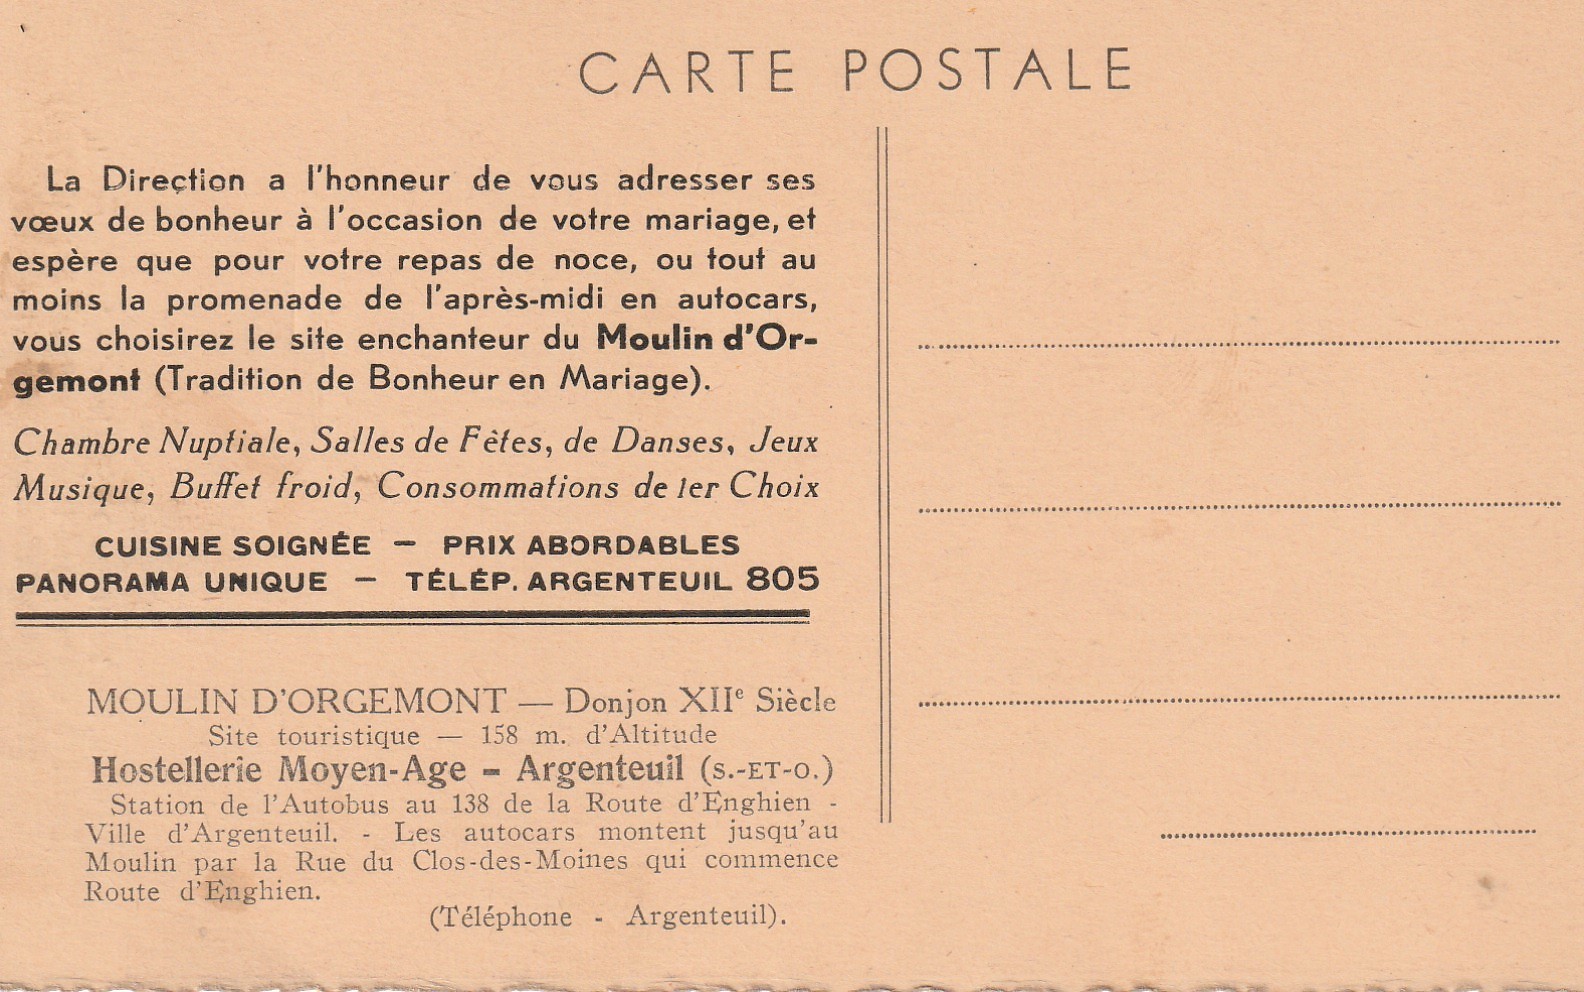 CARTE POSTALE
La Direction a l'honneur de vous adresser ses
vœux de bonheur à l'occasion de votre mariage, et
espère que pour votre repas de noce, ou tout au
moins la promenade de l'après-midi en autocars,
vous choisirez le site enchanteur du Moulin d'Or-
gemont (Tradition de Bonheur en Mariage).
Chambre Nuptiale, Salles de Fêtes, de Danses, Jeux
Musique, Buffet froid, Consommations de 1er Choix
CUISINE SOIGNÉE — PRIX ABORDABLES
PANORAMA UNIQUE — TÉLÉP. ARGENTEUIL 805
MOULIN D'ORGEMONT — Donjon XIIe Siècle
Site touristique — 158 m. d'Altitude
Hostellerie Moyen-Age - Argenteuil (S.-ET-O.)
Station de l'Autobus au 138 de la Route d'Enghien -
Ville d'Argenteuil. - Les autocars montent jusqu'au
Moulin par la Rue du Clos-des-Moines qui commence
Route d'Enghien.
(Téléphone - Argenteuil).